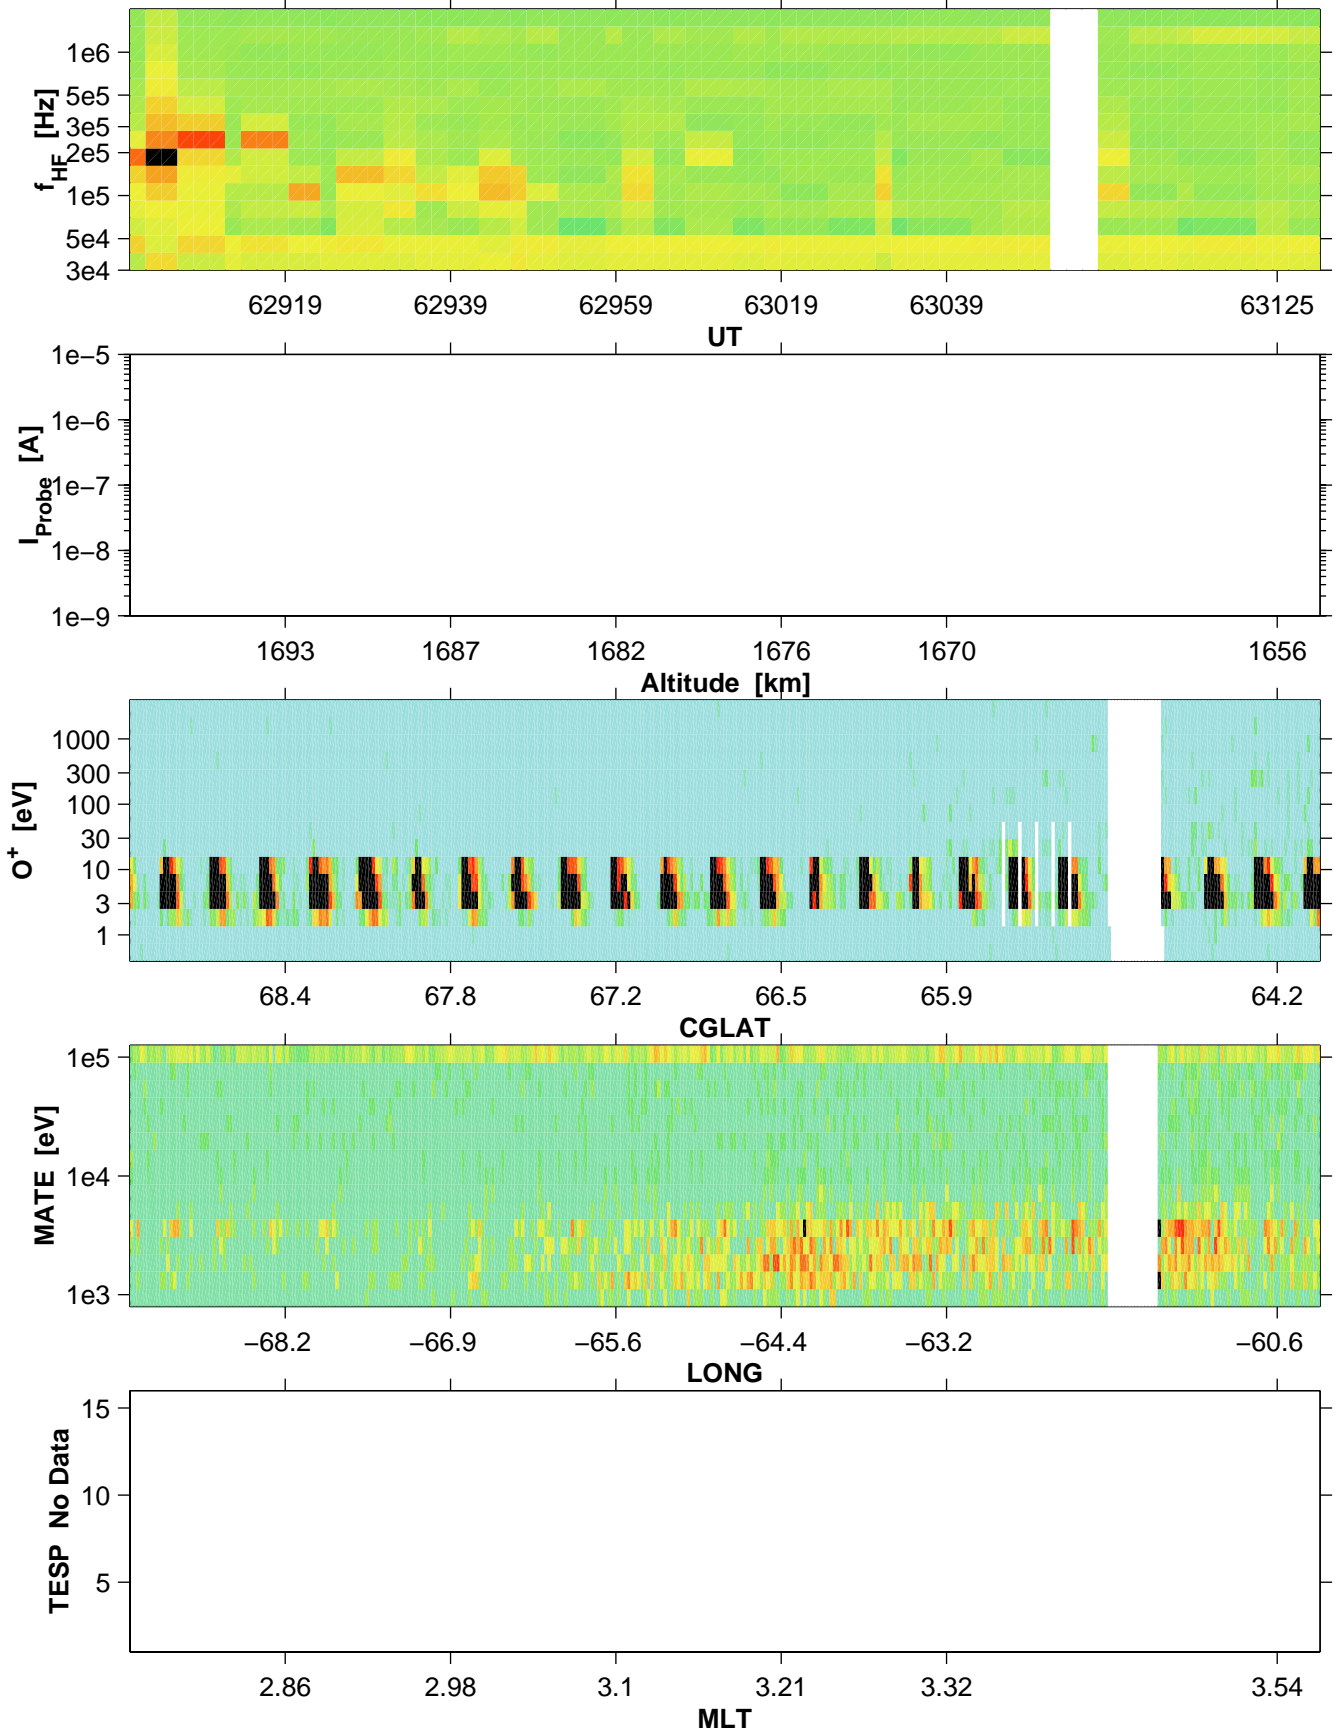 1e6
5e5
3e5
2e5
1e5
5e4
3e4
f_HF [Hz]
62919 62939 62959 63019 63039 63125
UT
1e−5
1e−6
1e−7
1e−8
1e−9
I_Probe [A]
1693 1687 1682 1676 1670 1656
Altitude [km]
1000
300
100
30
10
3
1
O⁺ [eV]
68.4 67.8 67.2 66.5 65.9 64.2
CGLAT
1e5
1e4
1e3
MATE [eV]
−68.2 −66.9 −65.6 −64.4 −63.2 −60.6
LONG
15
10
5
TESP No Data
2.86 2.98 3.1 3.21 3.32 3.54
MLT